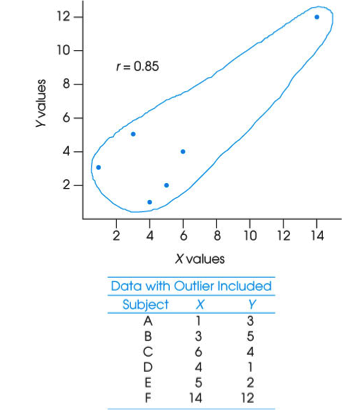 12
10
r = 0.85
8
Y values
6
4
2
2 4 6 8 10 12 14
X values
Data with Outlier Included
Subject X Y
A 1 3
B 3 5
C 6 4
D 4 1
E 5 2
F 14 12